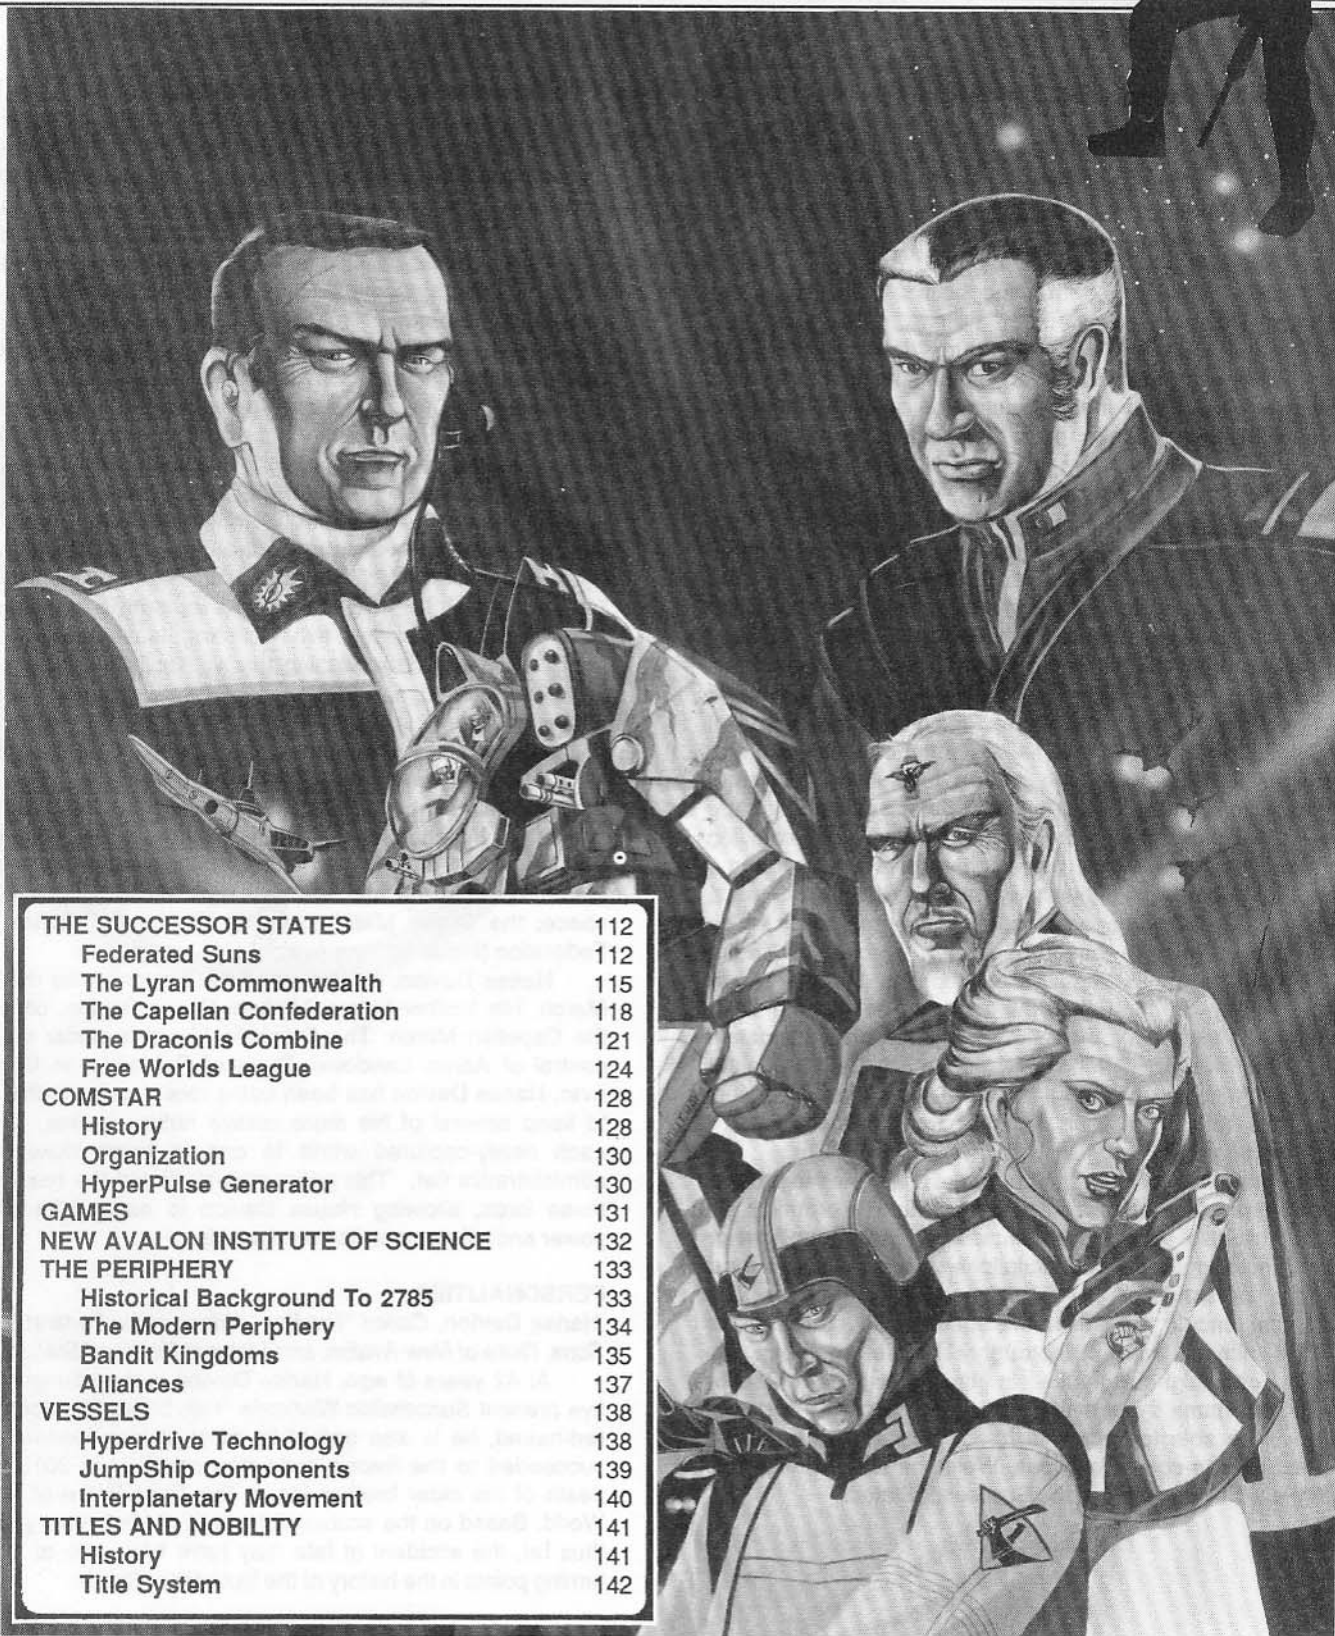 THE SUCCESSOR STATES 112
Federated Suns 112
The Lyran Commonwealth 115
The Capellan Confederation 118
The Draconis Combine 121
Free Worlds League 124
COMSTAR 128
History 128
Organization 130
HyperPulse Generator 130
GAMES 131
NEW AVALON INSTITUTE OF SCIENCE 132
THE PERIPHERY 133
Historical Background To 2785 133
The Modern Periphery 134
Bandit Kingdoms 135
Alliances 137
VESSELS 138
Hyperdrive Technology 138
JumpShip Components 139
Interplanetary Movement 140
TITLES AND NOBILITY 141
History 141
Title System 142